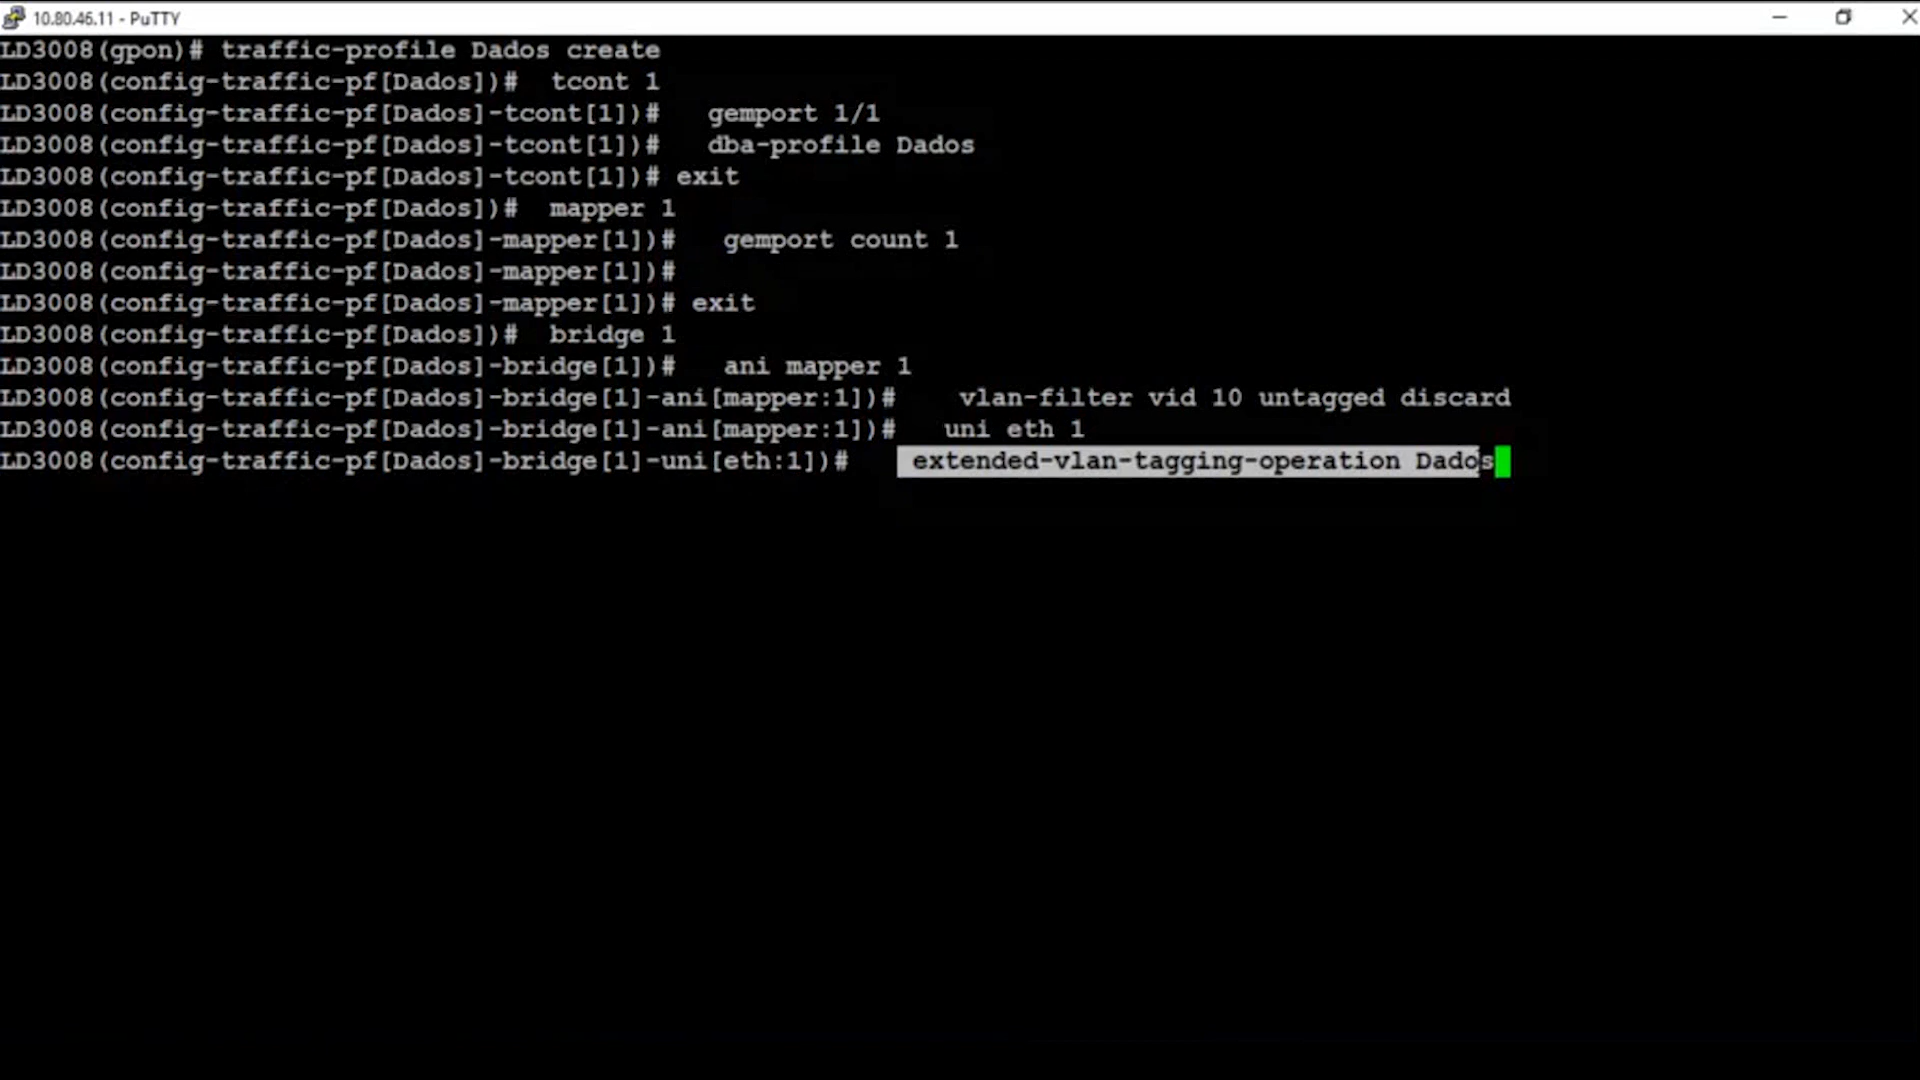 10.80.46.11 - PuTTY
LD3008(gpon)# traffic-profile Dados create
LD3008(config-traffic-pf[Dados])#  tcont 1
LD3008(config-traffic-pf[Dados]-tcont[1])#   gemport 1/1
LD3008(config-traffic-pf[Dados]-tcont[1])#   dba-profile Dados
LD3008(config-traffic-pf[Dados]-tcont[1])# exit
LD3008(config-traffic-pf[Dados])#  mapper 1
LD3008(config-traffic-pf[Dados]-mapper[1])#   gemport count 1
LD3008(config-traffic-pf[Dados]-mapper[1])#
LD3008(config-traffic-pf[Dados]-mapper[1])# exit
LD3008(config-traffic-pf[Dados])#  bridge 1
LD3008(config-traffic-pf[Dados]-bridge[1])#   ani mapper 1
LD3008(config-traffic-pf[Dados]-bridge[1]-ani[mapper:1])#    vlan-filter vid 10 untagged discard
LD3008(config-traffic-pf[Dados]-bridge[1]-ani[mapper:1])#   uni eth 1
LD3008(config-traffic-pf[Dados]-bridge[1]-uni[eth:1])#    extended-vlan-tagging-operation Dados